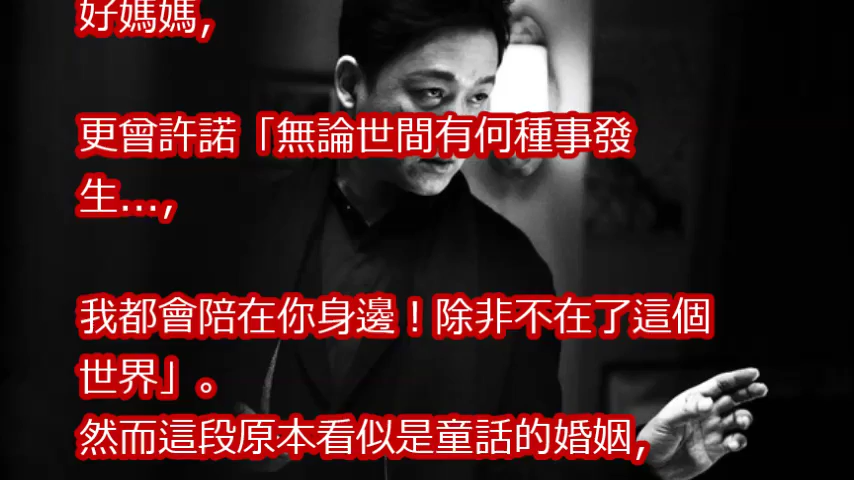 好媽媽，
更曾許諾「無論世間有何種事發
生…，
我都會陪在你身邊！除非不在了這個
世界」。
然而這段原本看似是童話的婚姻，